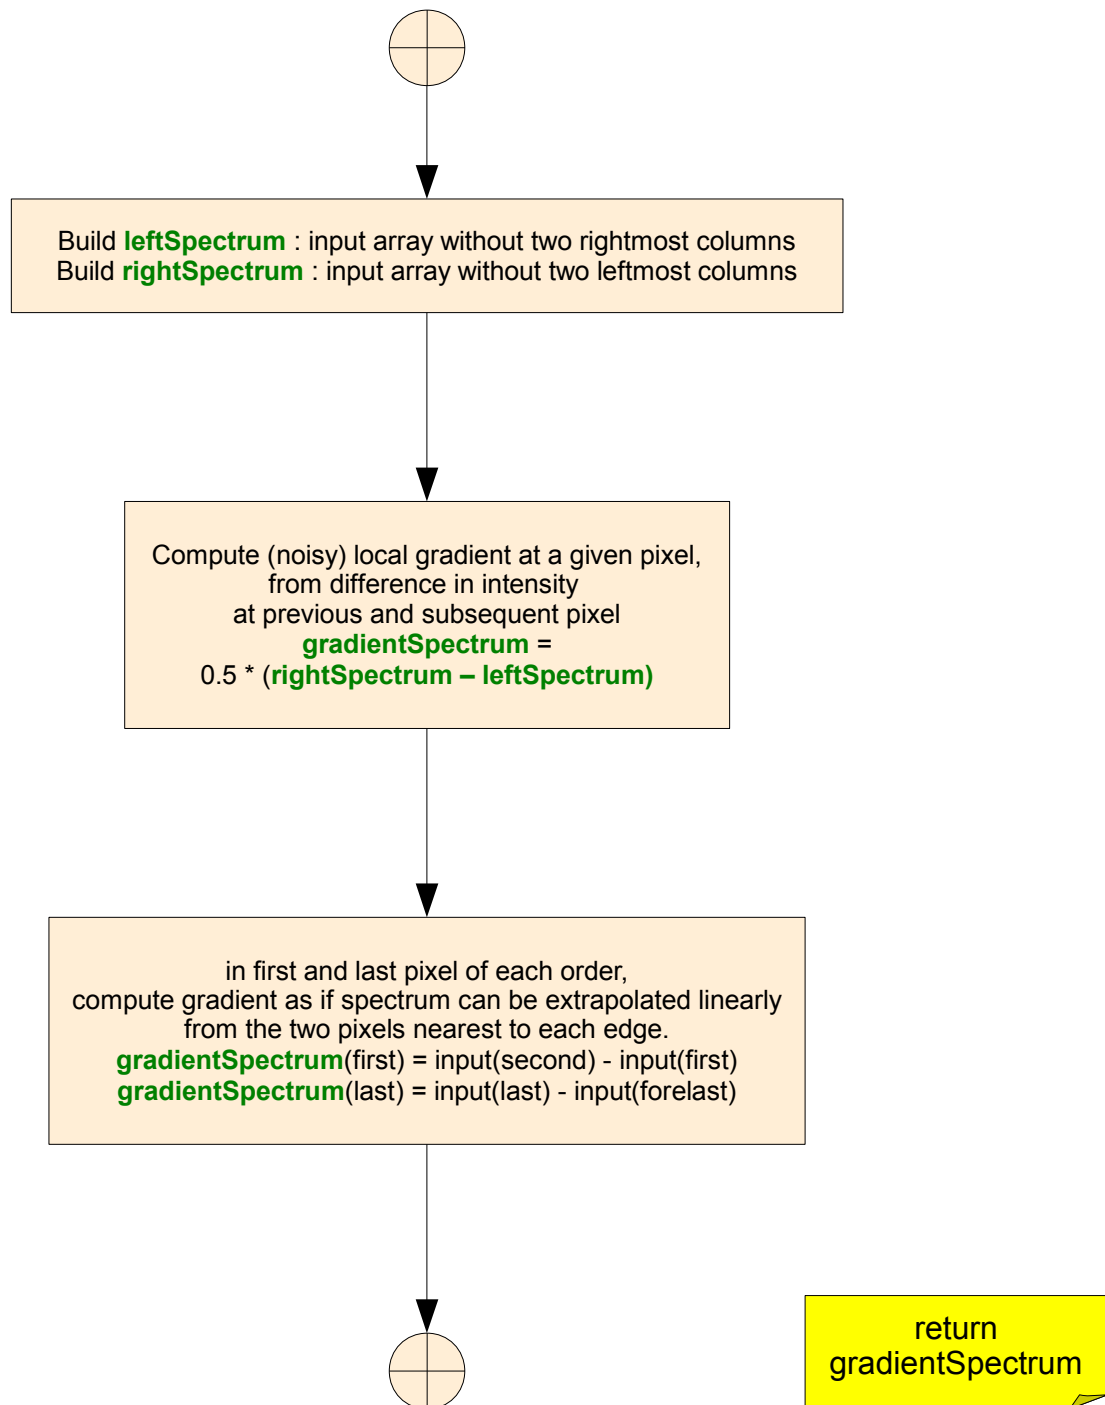 Build leftSpectrum : input array without two rightmost columns
Build rightSpectrum : input array without two leftmost columns
Compute (noisy) local gradient at a given pixel,
from difference in intensity
at previous and subsequent pixel
gradientSpectrum =
0.5 * (rightSpectrum – leftSpectrum)
in first and last pixel of each order,
compute gradient as if spectrum can be extrapolated linearly
from the two pixels nearest to each edge.
gradientSpectrum(first) = input(second) - input(first)
gradientSpectrum(last) = input(last) - input(forelast)
return
gradientSpectrum